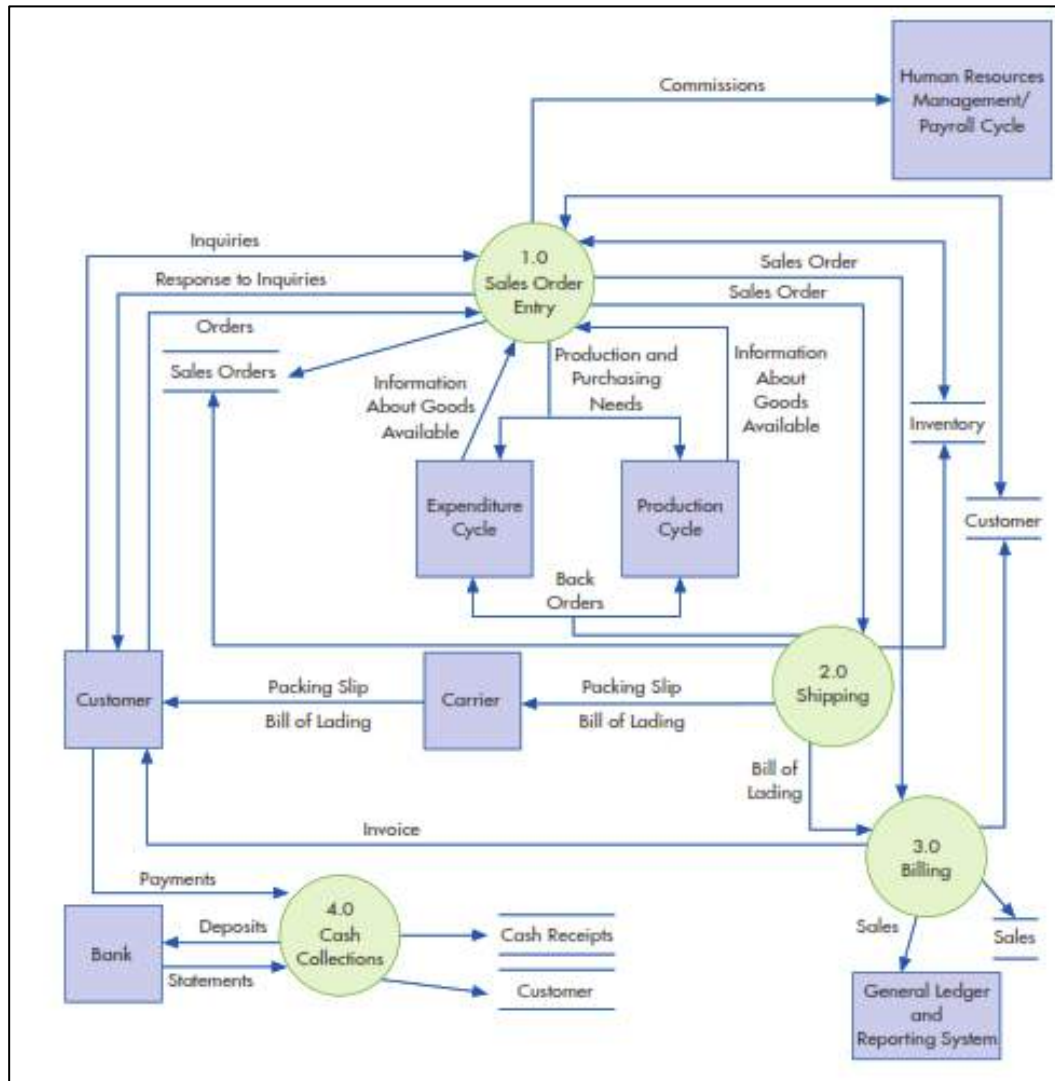 Commissions
Human Resources
Management/
Payroll Cycle
Inquiries
1.0
Sales Order
Entry
Sales Order
Response to Inquiries
Sales Order
Orders
Sales Orders
Information
About Goods
Available
Production and
Purchasing
Needs
Information
About
Goods
Available
Inventory
Expenditure
Cycle
Production
Cycle
Customer
Back
Orders
2.0
Shipping
Customer
Packing Slip
Bill of Lading
Carrier
Packing Slip
Bill of Lading
Bill of
Lading
Invoice
3.0
Billing
Payments
4.0
Cash
Collections
Deposits
Bank
Statements
Cash Receipts
Customer
Sales
Sales
General Ledger
and
Reporting System